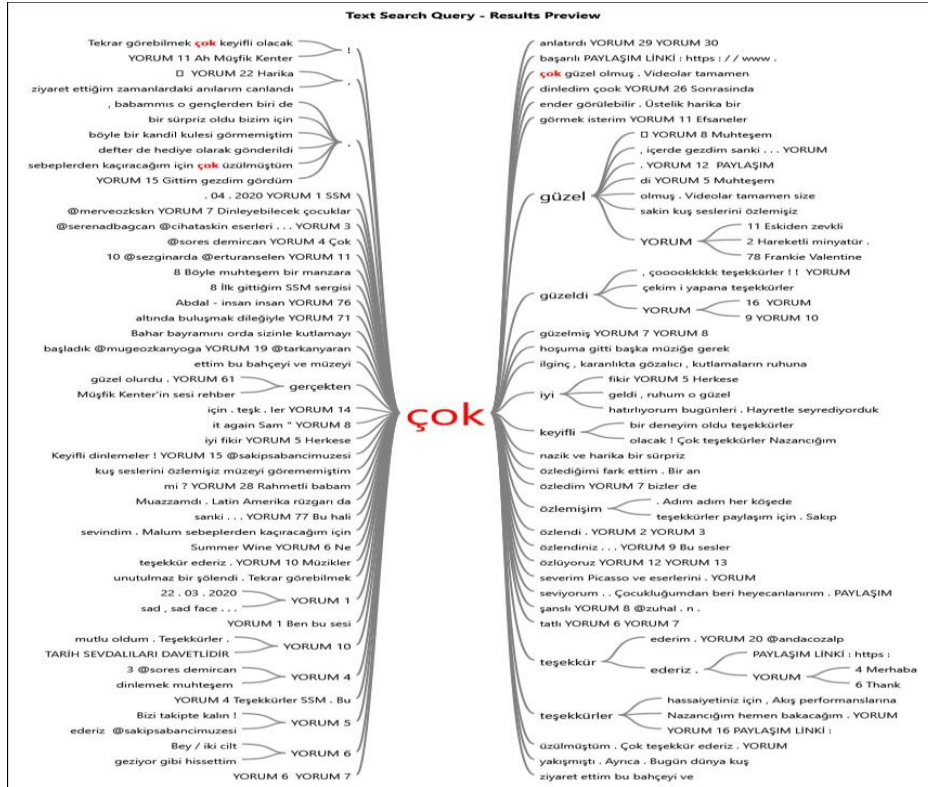 Text Search Query - Results Preview
Tekrar görebilmek çok keyifli olacak
!
YORUM 11 Ah Müşfik Kenter
YORUM 22 Harika
.
ziyaret ettiğim zamanlardaki anılarım canlandı
, babammıs o gençlerden biri de
bir sürpriz oldu bizim için
böyle bir kandil kulesi görmemiştim
.
defter de hediye olarak gönderildi
sebeplerden kaçıracağım için çok üzülmüştüm
YORUM 15 Gittim gezdim gördüm
. 04 . 2020 YORUM 1 SSM
@merveozkskn YORUM 7 Dinleyebilecek çocuklar
@serenadbagcan @cihataskin eserleri . . . YORUM 3
@sores demircan YORUM 4 Çok
10 @sezginarda @erturanselen YORUM 11
8 Böyle muhteşem bir manzara
8 İlk gittiğim SSM sergisi
Abdal - insan insan YORUM 76
altında buluşmak dileğiyle YORUM 71
Bahar bayramını orda sizinle kutlamayı
başladık @mugeozkanyoga YORUM 19 @tarkanyaran
ettim bu bahçeyi ve müzeyi
güzel olurdu . YORUM 61
gerçekten
Müşfik Kenter'in sesi rehber
için . teşk . ler YORUM 14
it again Sam " YORUM 8
iyi fikir YORUM 5 Herkese
Keyifli dinlemeler ! YORUM 15 @sakipsabancimuzesi
kuş seslerini özlemişiz müzeyi görememiştim
mi ? YORUM 28 Rahmetli babam
Muazzamdı . Latin Amerika rüzgarı da
sanki . . . YORUM 77 Bu hali
sevindim . Malum sebeplerden kaçıracağım için
Summer Wine YORUM 6 Ne
teşekkür ederiz . YORUM 10 Müzikler
unutulmaz bir şölendi . Tekrar görebilmek
22 . 03 . 2020
YORUM 1
sad , sad face . . .
YORUM 1 Ben bu sesi
mutlu oldum . Teşekkürler .
YORUM 10
TARİH SEVDALILARI DAVETLİDİR
3 @sores demircan
YORUM 4
dinlemek muhteşem
YORUM 4 Teşekkürler SSM . Bu
Bizi takipte kalın !
YORUM 5
ederiz @sakipsabancimuzesi
Bey / iki cilt
YORUM 6
geziyor gibi hissettim
YORUM 6 YORUM 7
çok
anlatırdı YORUM 29 YORUM 30
başarılı PAYLAŞIM LİNKİ : https : / / www .
çok güzel olmuş . Videolar tamamen
dinledim çook YORUM 26 Sonrasında
ender görülebilir . Üstelik harika bir
görmek isterim YORUM 11 Efsaneler
güzel
YORUM 8 Muhteşem
, içerde gezdim sanki . . . YORUM
. YORUM 12 PAYLAŞIM
di YORUM 5 Muhteşem
olmuş . Videolar tamamen size
sakin kuş seslerini özlemişiz
YORUM
11 Eskiden zevkli
2 Hareketli minyatür .
78 Frankie Valentine
güzeldi
, çooookkkkk teşekkürler ! ! YORUM
çekim i yapana teşekkürler
YORUM
16 YORUM
9 YORUM 10
güzelmiş YORUM 7 YORUM 8
hoşuma gitti başka müziğe gerek
ilginç , karanlıkta gözalıcı , kutlamaların ruhuna
iyi
fikir YORUM 5 Herkese
geldi , ruhum o güzel
hatırlıyorum bugünleri . Hayretle seyrediyorduk
keyifli
bir deneyim oldu teşekkürler
olacak ! Çok teşekkürler Nazancığım
nazik ve harika bir sürpriz
özlediğimi fark ettim . Bir an
özledim YORUM 7 bizler de
özlemişim
. Adım adım her köşede
teşekkürler paylaşım için . Sakıp
özlendi . YORUM 2 YORUM 3
özlendiniz . . . YORUM 9 Bu sesler
özlüyoruz YORUM 12 YORUM 13
severim Picasso ve eserlerini . YORUM
seviyorum . . Çocukluğumdan beri heyecanlanırım . PAYLAŞIM
şanslı YORUM 8 @zuhal . n .
tatlı YORUM 6 YORUM 7
teşekkür
ederim . YORUM 20 @andacozalp
ederiz .
PAYLAŞIM LİNKİ : https :
YORUM
4 Merhaba
6 Thank
teşekkürler
hassaiyetiniz için , Akış performanslarına
Nazancığım hemen bakacağım . YORUM
YORUM 16 PAYLAŞIM LİNKİ :
üzülmüştüm . Çok teşekkür ederiz . YORUM
yakışmıştı . Ayrıca . Bugün dünya kuş
ziyaret ettim bu bahçeyi ve